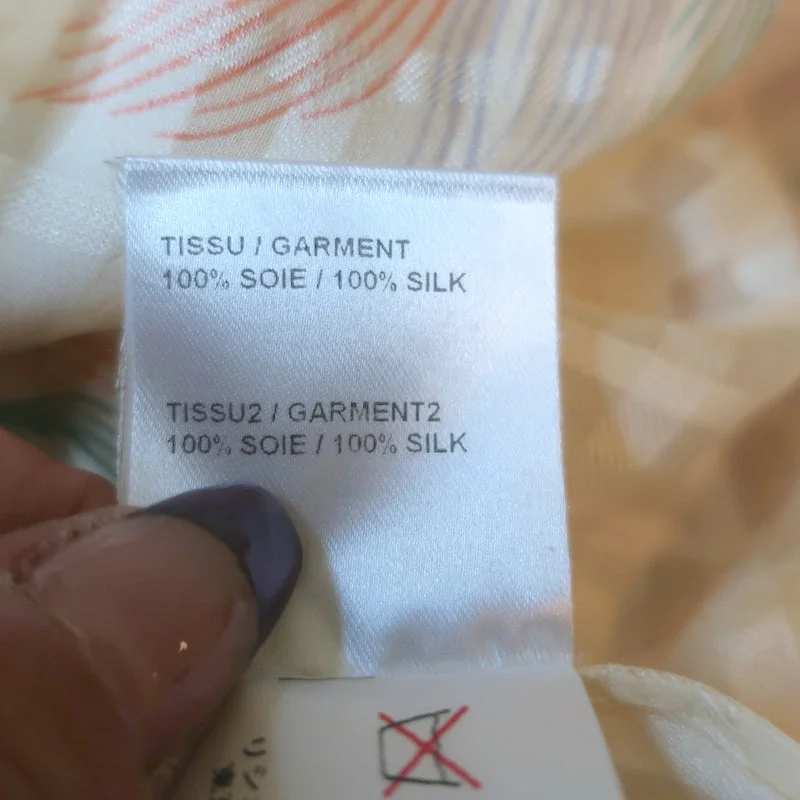 TISSU / GARMENT
100% SOIE / 100% SILK
TISSU2 / GARMENT2
100% SOIE / 100% SILK